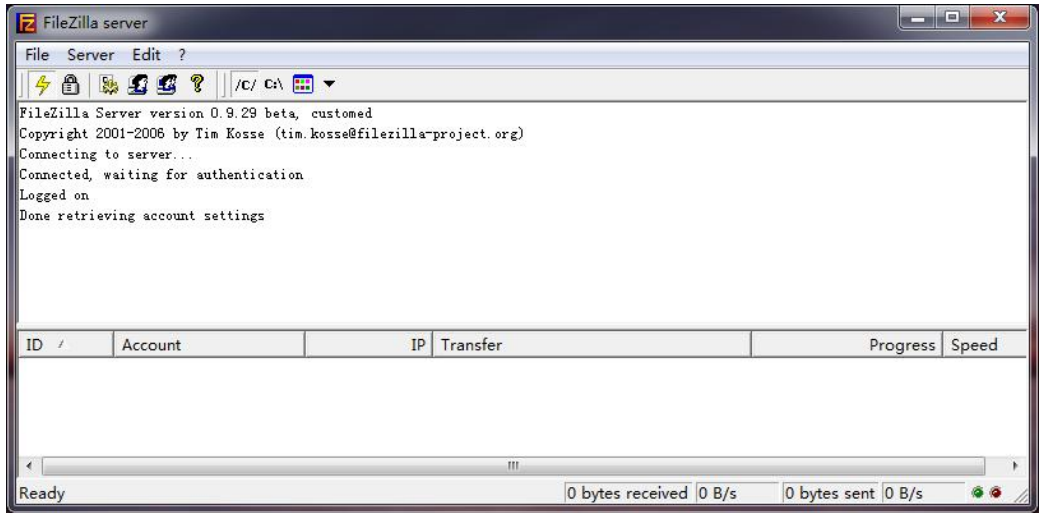 FileZilla server
File Server Edit ?
/C/ C:\
FileZilla Server version 0.9.29 beta, customed
Copyright 2001-2006 by Tim Kosse (tim.kosse@filezilla-project.org)
Connecting to server...
Connected, waiting for authentication
Logged on
Done retrieving account settings
ID / Account IP Transfer Progress Speed
Ready 0 bytes received 0 B/s 0 bytes sent 0 B/s